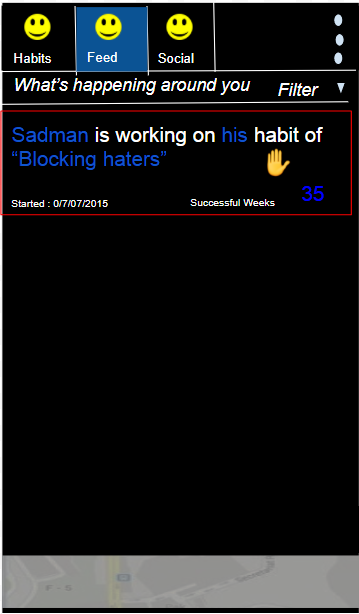 Habits Feed Social
What's happening around you Filter
Sadman is working on his habit of
“Blocking haters”
Started : 0/7/07/2015 Successful Weeks 35